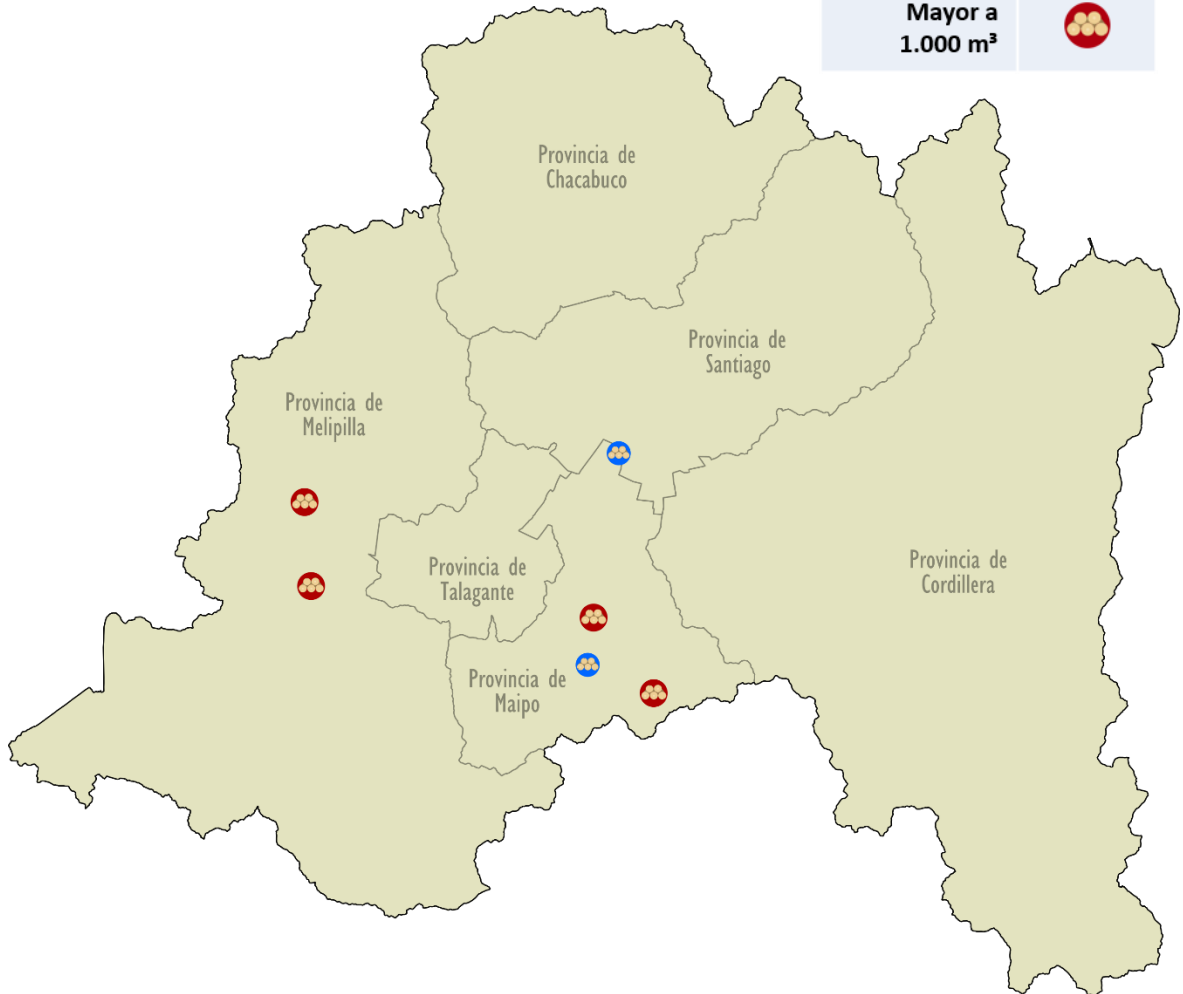 Mayor a
1.000 m³
Provincia de
Chacabuco
Provincia de
Santiago
Provincia de
Melipilla
Provincia de
Cordillera
Provincia de
Talagante
Provincia de
Maipo